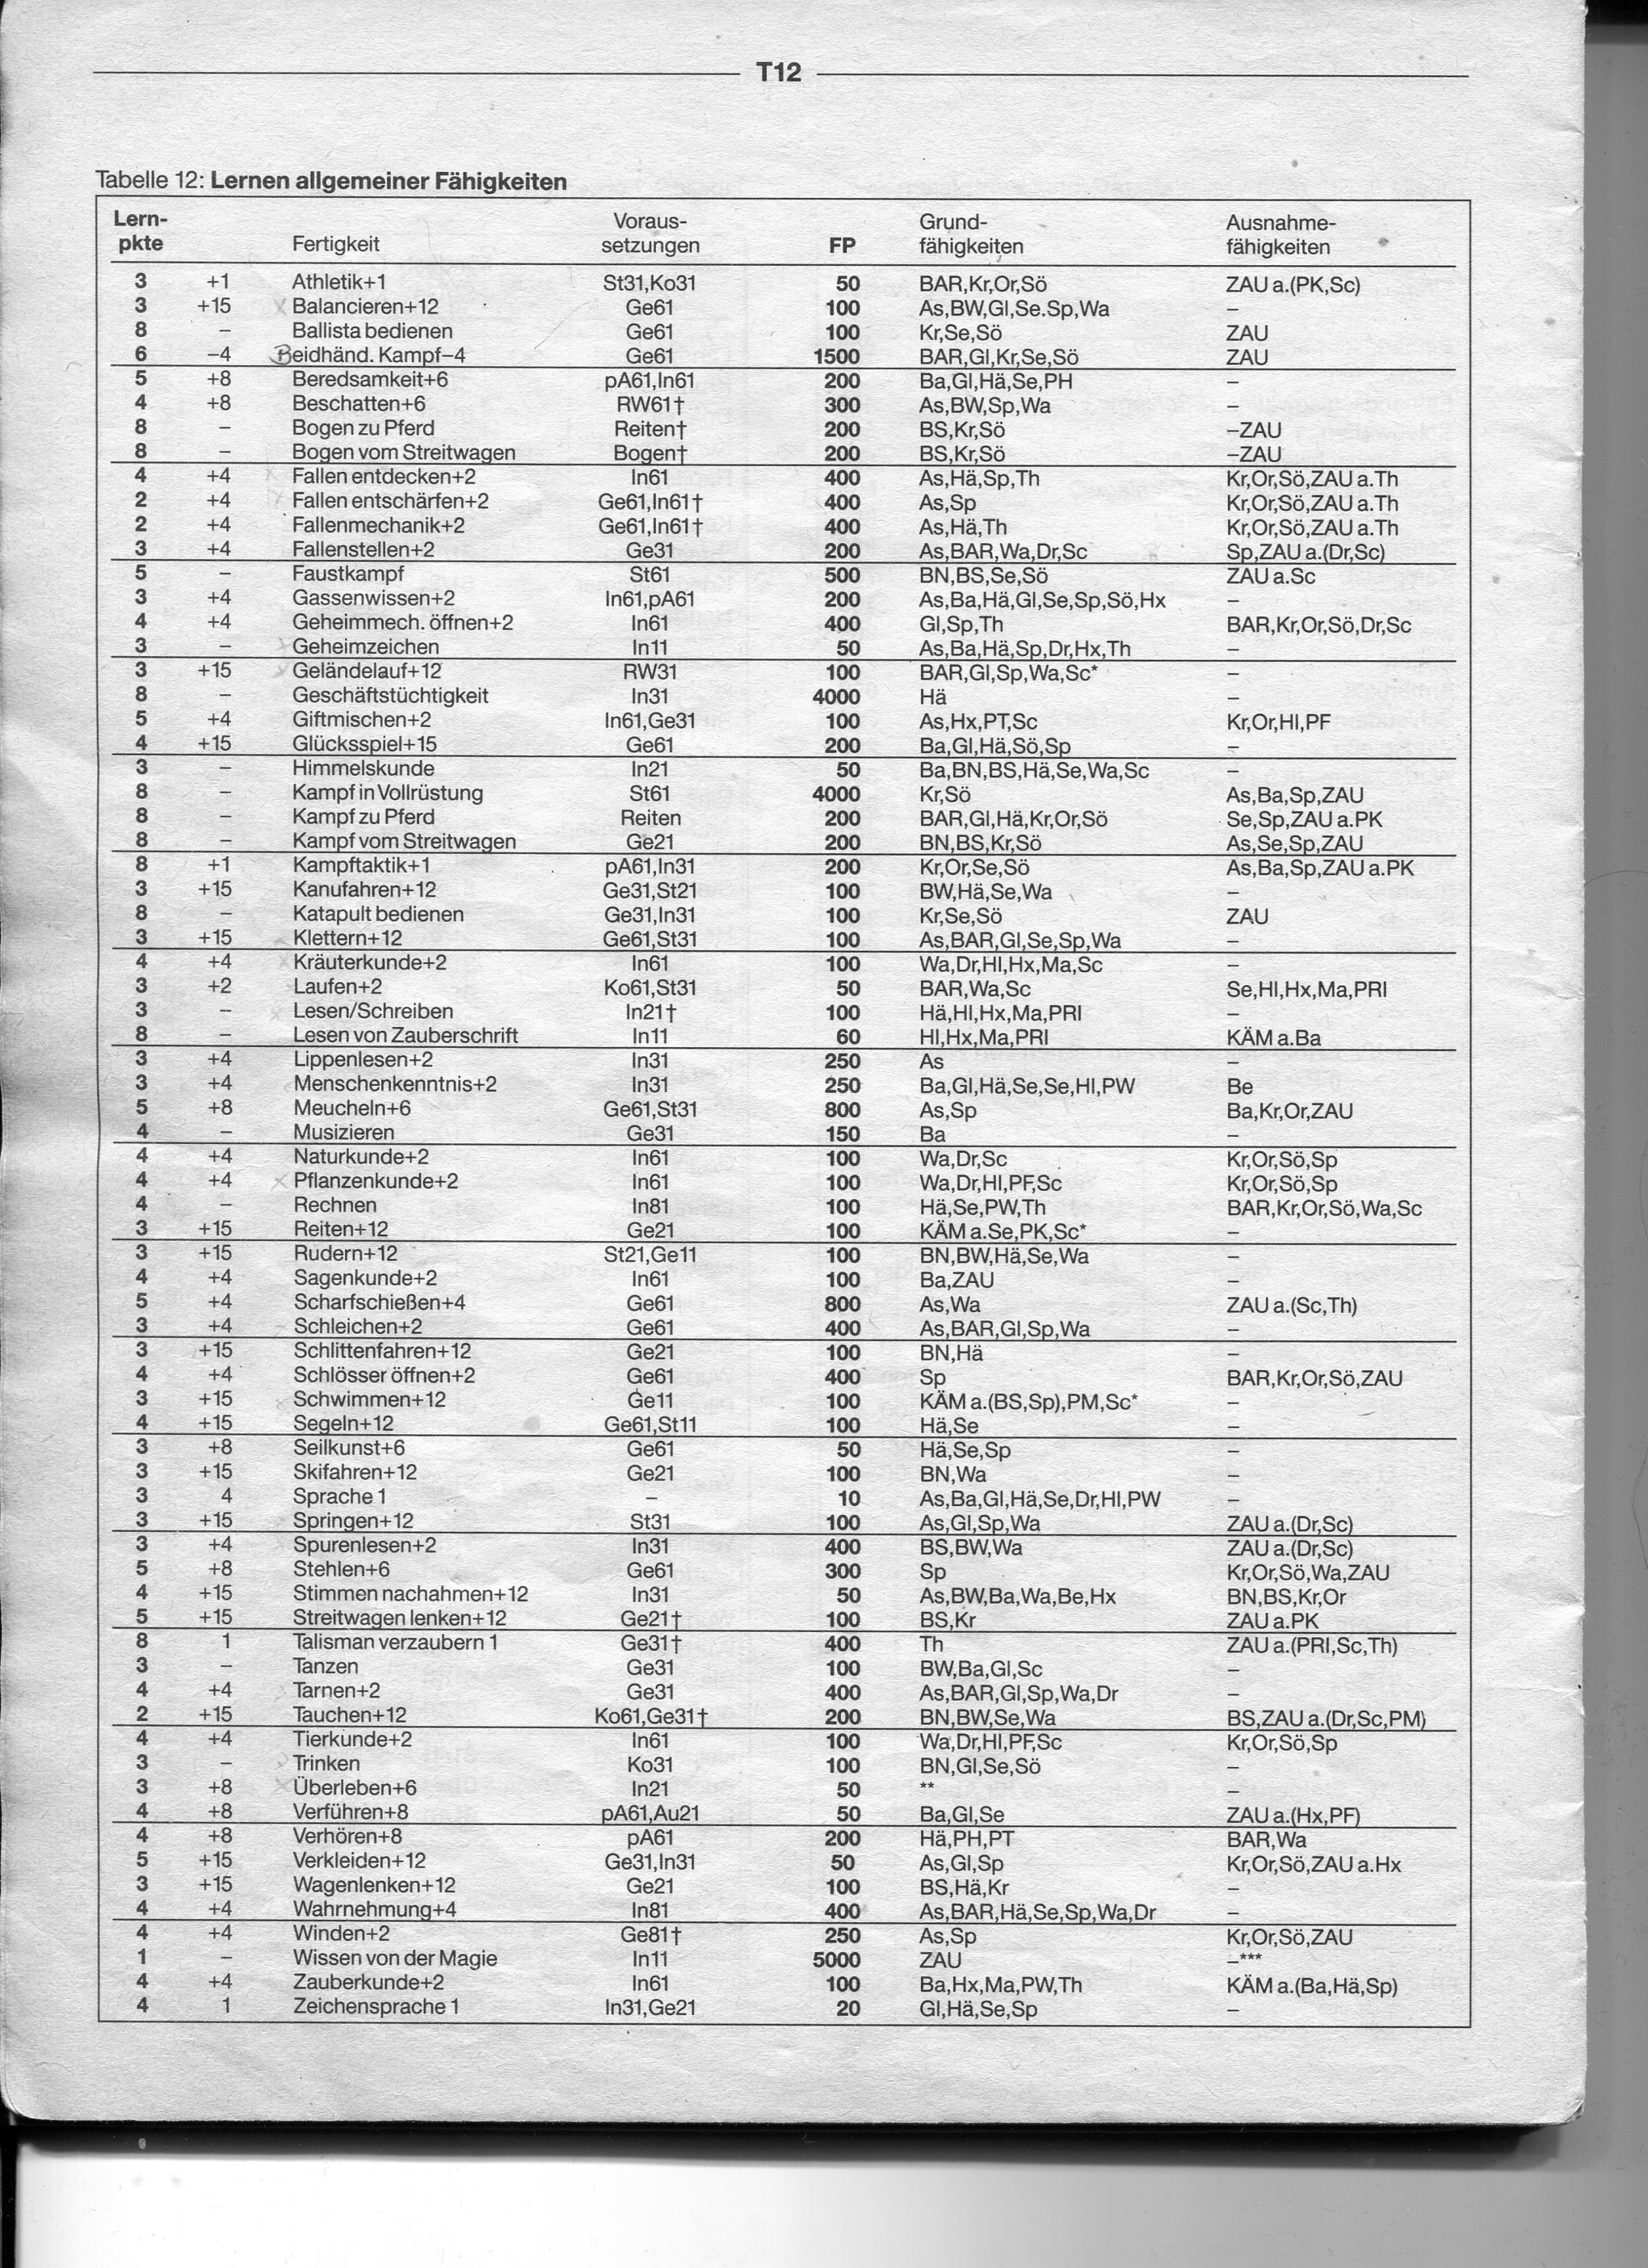 T12
Tabelle 12: Lernen allgemeiner Fähigkeiten
Lern- Voraus- Grund- Ausnahme-
pkte Fertigkeit setzungen FP fähigkeiten fähigkeiten
3 +1 Athletik+1 St31,Ko31 50 BAR,Kr,Or,Sö ZAU a.(PK,Sc)
3 +15 Balancieren+12 Ge61 100 As,BW,Gl,Se.Sp,Wa –
8 – Ballista bedienen Ge61 100 Kr,Se,Sö ZAU
6 –4 Beidhänd. Kampf–4 Ge61 1500 BAR,Gl,Kr,Se,Sö ZAU
5 +8 Beredsamkeit+6 pA61,In61 200 Ba,Gl,Hä,Se,PH –
4 +8 Beschatten+6 RW61† 300 As,BW,Sp,Wa –
8 – Bogen zu Pferd Reiten† 200 BS,Kr,Sö –ZAU
8 – Bogen vom Streitwagen Bogen† 200 BS,Kr,Sö –ZAU
4 +4 Fallen entdecken+2 In61 400 As,Hä,Sp,Th Kr,Or,Sö,ZAU a.Th
2 +4 Fallen entschärfen+2 Ge61,In61† 400 As,Sp Kr,Or,Sö,ZAU a.Th
2 +4 Fallenmechanik+2 Ge61,In61† 400 As,Hä,Th Kr,Or,Sö,ZAU a.Th
3 +4 Fallenstellen+2 Ge31 200 As,BAR,Wa,Dr,Sc Sp,ZAU a.(Dr,Sc)
5 – Faustkampf St61 500 BN,BS,Se,Sö ZAU a.Sc
3 +4 Gassenwissen+2 In61,pA61 200 As,Ba,Hä,Gl,Se,Sp,Sö,Hx –
4 +4 Geheimmech. öffnen+2 In61 400 Gl,Sp,Th BAR,Kr,Or,Sö,Dr,Sc
3 – Geheimzeichen In11 50 As,Ba,Hä,Sp,Dr,Hx,Th –
3 +15 Geländelauf+12 RW31 100 BAR,Gl,Sp,Wa,Sc* –
8 – Geschäftstüchtigkeit In31 4000 Hä –
5 +4 Giftmischen+2 In61,Ge31 100 As,Hx,PT,Sc Kr,Or,Hl,PF
4 +15 Glücksspiel+15 Ge61 200 Ba,Gl,Hä,Sö,Sp –
3 – Himmelskunde In21 50 Ba,BN,BS,Hä,Se,Wa,Sc –
8 – Kampf in Vollrüstung St61 4000 Kr,Sö As,Ba,Sp,ZAU
8 – Kampf zu Pferd Reiten 200 BAR,Gl,Hä,Kr,Or,Sö Se,Sp,ZAU a.PK
8 – Kampf vom Streitwagen Ge21 200 BN,BS,Kr,Sö As,Se,Sp,ZAU
8 +1 Kampftaktik+1 pA61,In31 200 Kr,Or,Se,Sö As,Ba,Sp,ZAU a.PK
3 +15 Kanufahren+12 Ge31,St21 100 BW,Hä,Se,Wa –
8 – Katapult bedienen Ge31,In31 100 Kr,Se,Sö ZAU
3 +15 Klettern+12 Ge61,St31 100 As,BAR,Gl,Se,Sp,Wa –
4 +4 Kräuterkunde+2 In61 100 Wa,Dr,Hl,Hx,Ma,Sc –
3 +2 Laufen+2 Ko61,St31 50 BAR,Wa,Sc Se,Hl,Hx,Ma,PRI
3 – Lesen/Schreiben In21† 100 Hä,Hl,Hx,Ma,PRI –
8 – Lesen von Zauberschrift In11 60 Hl,Hx,Ma,PRI KÄM a.Ba
3 +4 Lippenlesen+2 In31 250 As –
3 +4 Menschenkenntnis+2 In31 250 Ba,Gl,Hä,Se,Se,Hl,PW Be
5 +8 Meucheln+6 Ge61,St31 800 As,Sp Ba,Kr,Or,ZAU
4 – Musizieren Ge31 150 Ba –
4 +4 Naturkunde+2 In61 100 Wa,Dr,Sc Kr,Or,Sö,Sp
4 +4 Pflanzenkunde+2 In61 100 Wa,Dr,Hl,PF,Sc Kr,Or,Sö,Sp
4 – Rechnen In81 100 Hä,Se,PW,Th BAR,Kr,Or,Sö,Wa,Sc
3 +15 Reiten+12 Ge21 100 KÄM a.Se,PK,Sc* –
3 +15 Rudern+12 St21,Ge11 100 BN,BW,Hä,Se,Wa –
4 +4 Sagenkunde+2 In61 100 Ba,ZAU –
5 +4 Scharfschießen+4 Ge61 800 As,Wa ZAU a.(Sc,Th)
3 +4 Schleichen+2 Ge61 400 As,BAR,Gl,Sp,Wa –
3 +15 Schlittenfahren+12 Ge21 100 BN,Hä –
4 +4 Schlösser öffnen+2 Ge61 400 Sp BAR,Kr,Or,Sö,ZAU
3 +15 Schwimmen+12 Ge11 100 KÄM a.(BS,Sp),PM,Sc* –
4 +15 Segeln+12 Ge61,St11 100 Hä,Se –
3 +8 Seilkunst+6 Ge61 50 Hä,Se,Sp –
3 +15 Skifahren+12 Ge21 100 BN,Wa –
3 4 Sprache 1 – 10 As,Ba,Gl,Hä,Se,Dr,Hl,PW –
3 +15 Springen+12 St31 100 As,Gl,Sp,Wa ZAU a.(Dr,Sc)
3 +4 Spurenlesen+2 In31 400 BS,BW,Wa ZAU a.(Dr,Sc)
5 +8 Stehlen+6 Ge61 300 Sp Kr,Or,Sö,Wa,ZAU
4 +15 Stimmen nachahmen+12 In31 50 As,BW,Ba,Wa,Be,Hx BN,BS,Kr,Or
5 +15 Streitwagen lenken+12 Ge21† 100 BS,Kr ZAU a.PK
8 1 Talisman verzaubern 1 Ge31† 400 Th ZAU a.(PRI,Sc,Th)
3 – Tanzen Ge31 100 BW,Ba,Gl,Sc –
4 +4 Tarnen+2 Ge31 400 As,BAR,Gl,Sp,Wa,Dr –
2 +15 Tauchen+12 Ko61,Ge31† 200 BN,BW,Se,Wa BS,ZAU a.(Dr,Sc,PM)
4 +4 Tierkunde+2 In61 100 Wa,Dr,Hl,PF,Sc Kr,Or,Sö,Sp
3 – Trinken Ko31 100 BN,Gl,Se,Sö –
3 +8 Überleben+6 In21 50 ** –
4 +8 Verführen+8 pA61,Au21 50 Ba,Gl,Se ZAU a.(Hx,PF)
4 +8 Verhören+8 pA61 200 Hä,PH,PT BAR,Wa
5 +15 Verkleiden+12 Ge31,In31 50 As,Gl,Sp Kr,Or,Sö,ZAU a.Hx
3 +15 Wagenlenken+12 Ge21 100 BS,Hä,Kr –
4 +4 Wahrnehmung+4 In81 400 As,BAR,Hä,Se,Sp,Wa,Dr –
4 +4 Winden+2 Ge81† 250 As,Sp Kr,Or,Sö,ZAU
1 – Wissen von der Magie In11 5000 ZAU –***
4 +4 Zauberkunde+2 In61 100 Ba,Hx,Ma,PW,Th KÄM a.(Ba,Hä,Sp)
4 1 Zeichensprache 1 In31,Ge21 20 Gl,Hä,Se,Sp –